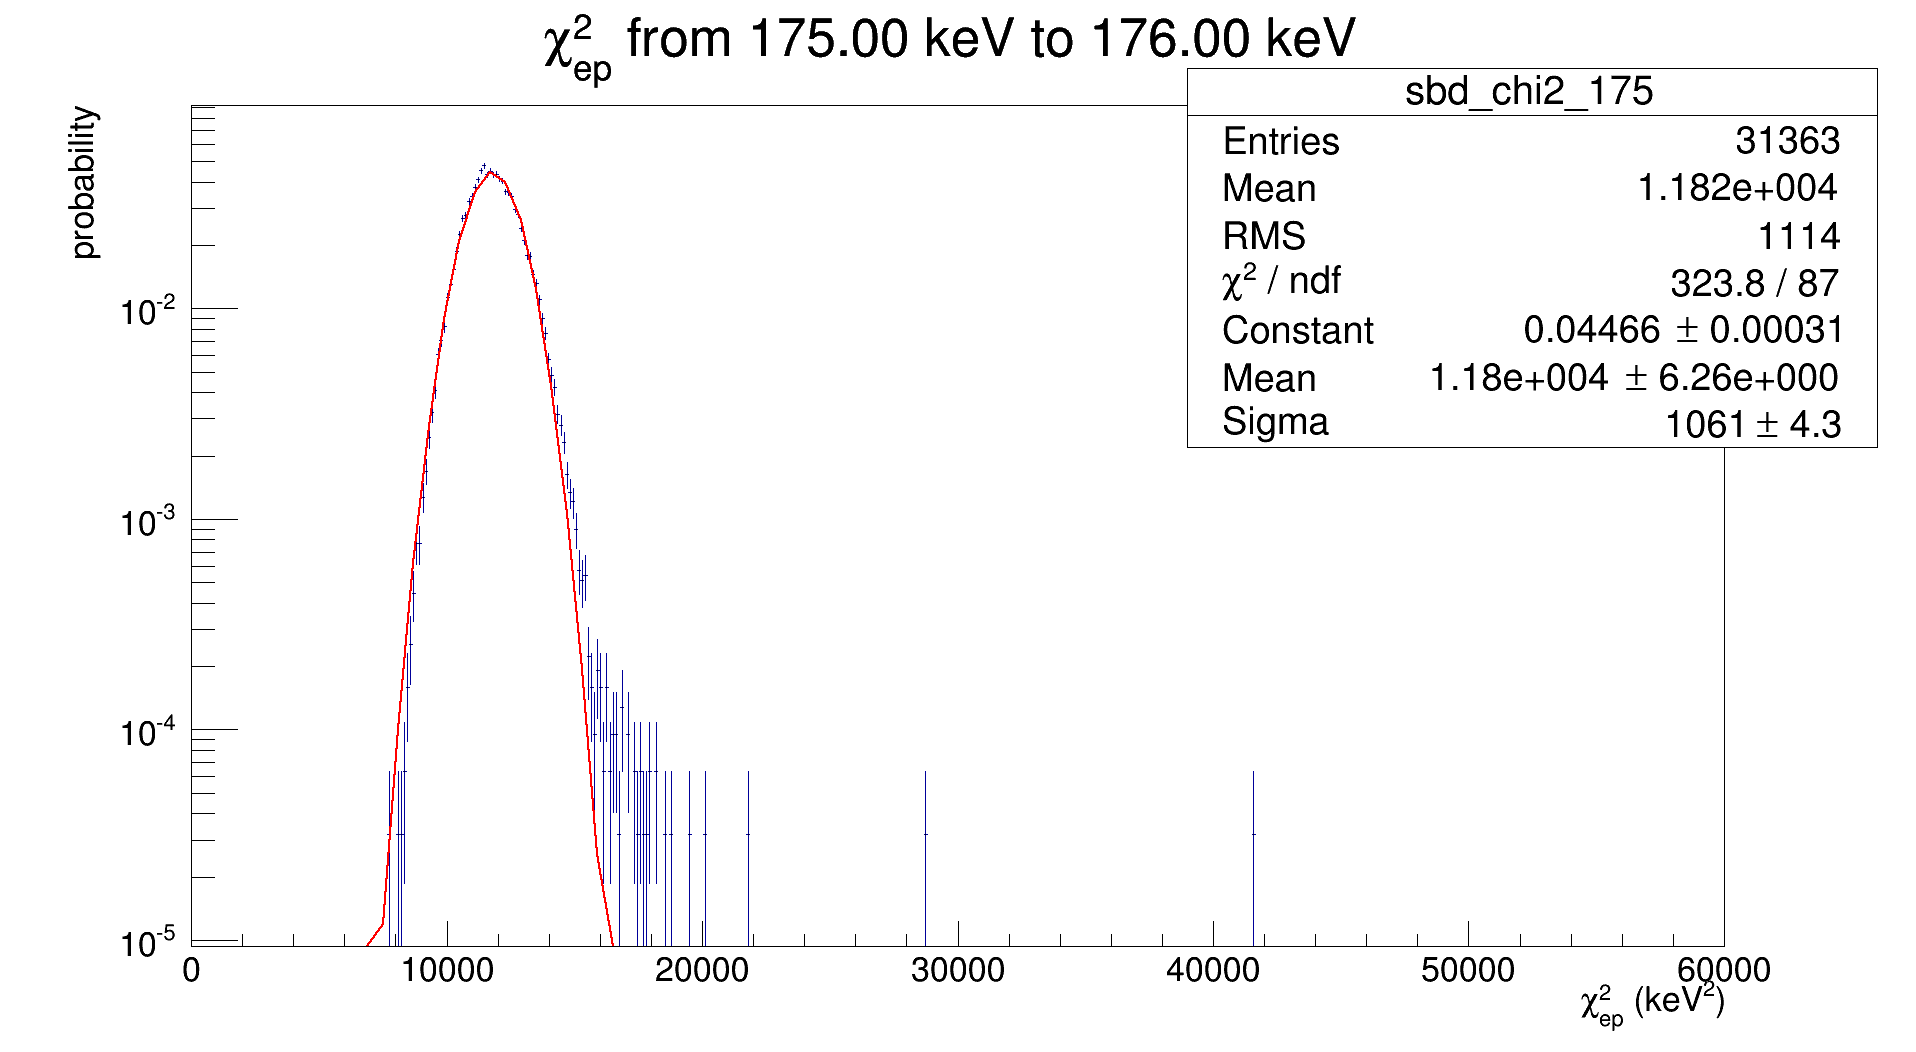 χ²ep from 175.00 keV to 176.00 keV
sbd_chi2_175
Entries 31363
Mean 1.182e+004
RMS 1114
χ² / ndf 323.8 / 87
Constant 0.04466 ± 0.00031
Mean 1.18e+004 ± 6.26e+000
Sigma 1061 ± 4.3
probability
10⁻²
10⁻³
10⁻⁴
10⁻⁵
0 10000 20000 30000 40000 50000 60000
χ²ep (keV²)